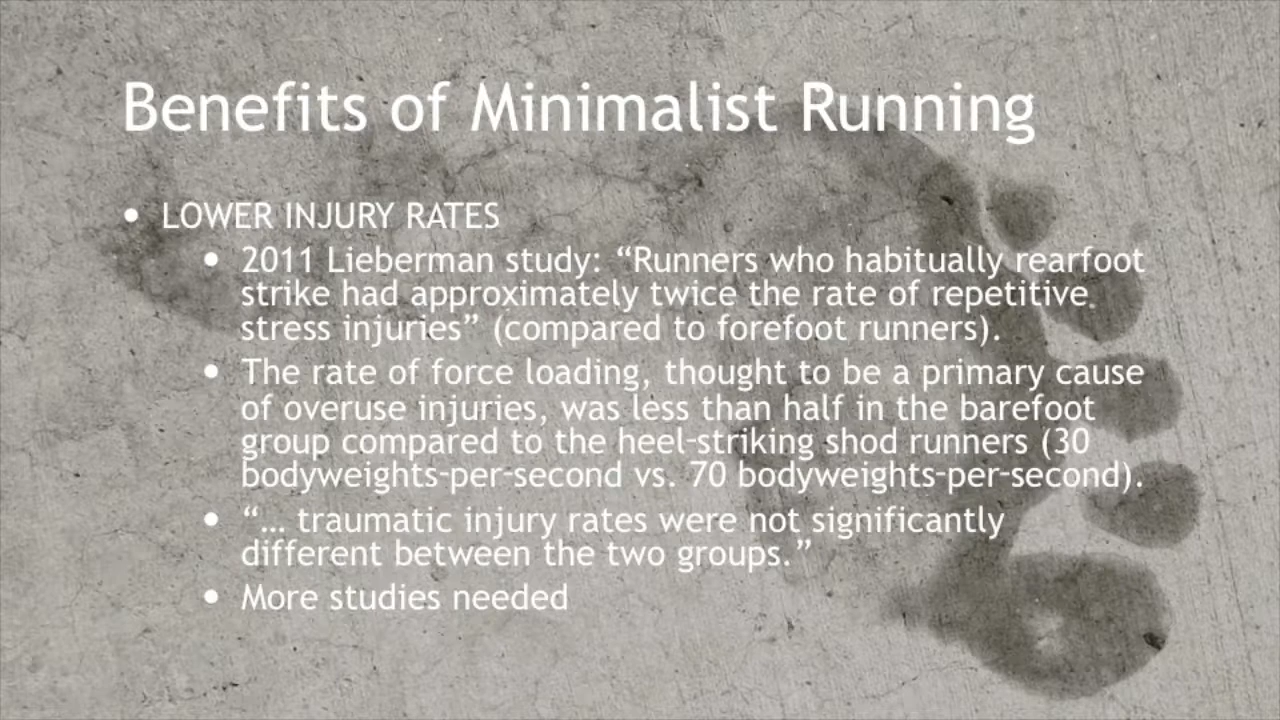 Benefits of Minimalist Running
• LOWER INJURY RATES
• 2011 Lieberman study: “Runners who habitually rearfoot
strike had approximately twice the rate of repetitive
stress injuries” (compared to forefoot runners).
• The rate of force loading, thought to be a primary cause
of overuse injuries, was less than half in the barefoot
group compared to the heel-striking shod runners (30
bodyweights-per-second vs. 70 bodyweights-per-second).
• “… traumatic injury rates were not significantly
different between the two groups.”
• More studies needed